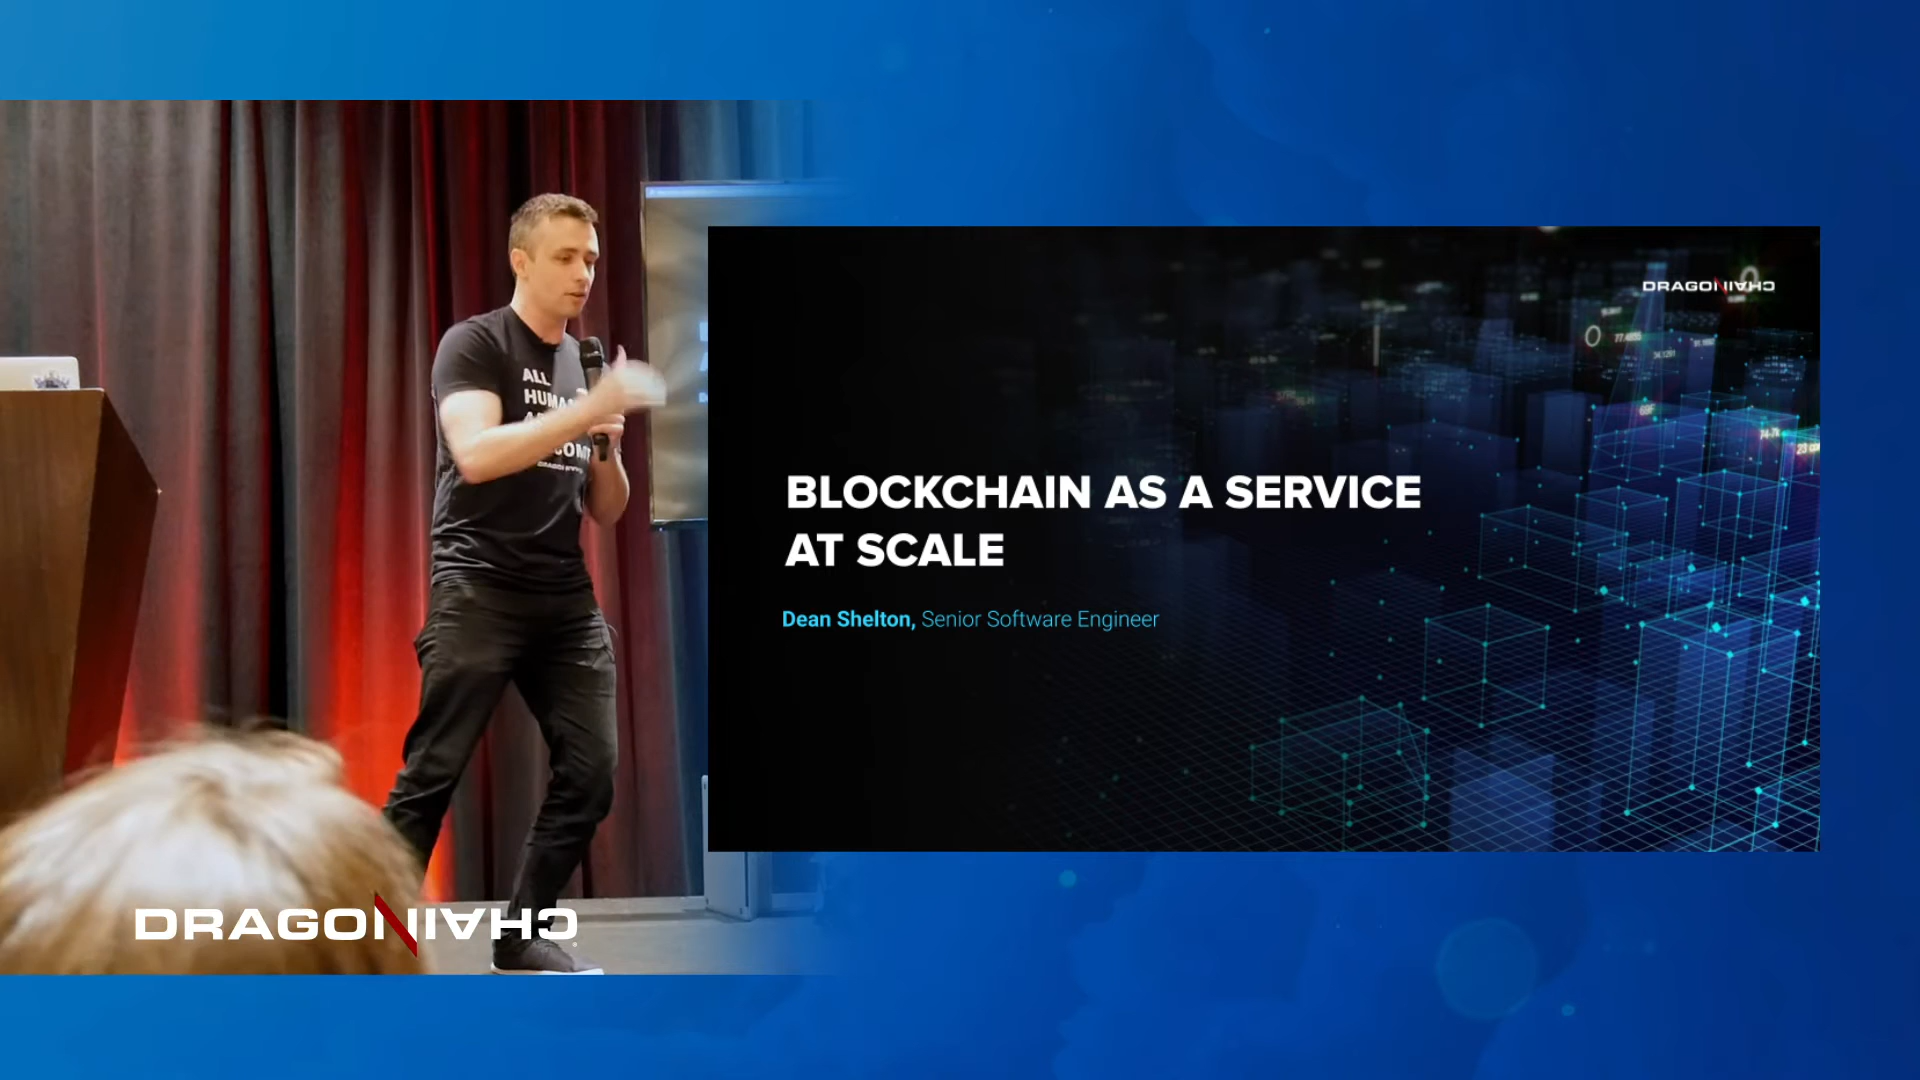 ALL
DRAGONCHAIN
BLOCKCHAIN AS A SERVICE
AT SCALE
Dean Shelton, Senior Software Engineer
DRAGONCHAIN